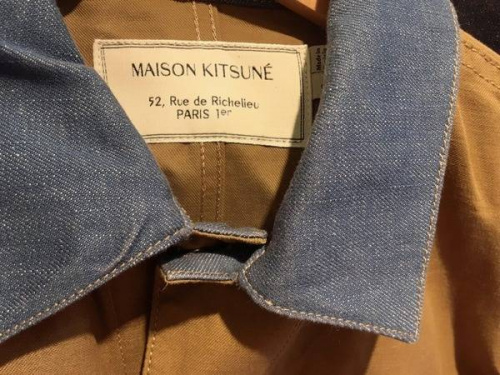 MAISON KITSUNÉ
52, Rue de Richelieu
PARIS 1er